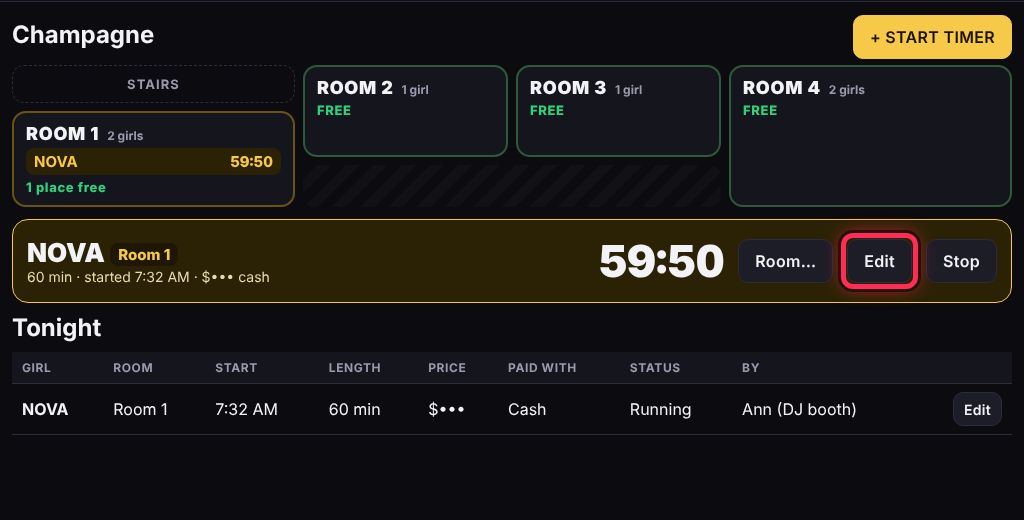 Champagne
+ START TIMER
STAIRS
ROOM 1 2 girls
NOVA 59:50
1 place free
ROOM 2 1 girl
FREE
ROOM 3 1 girl
FREE
ROOM 4 2 girls
FREE
NOVA Room 1
60 min · started 7:32 AM · $••• cash
59:50
Room...
Edit
Stop
Tonight
GIRL ROOM START LENGTH PRICE PAID WITH STATUS BY
NOVA Room 1 7:32 AM 60 min $••• Cash Running Ann (DJ booth) Edit